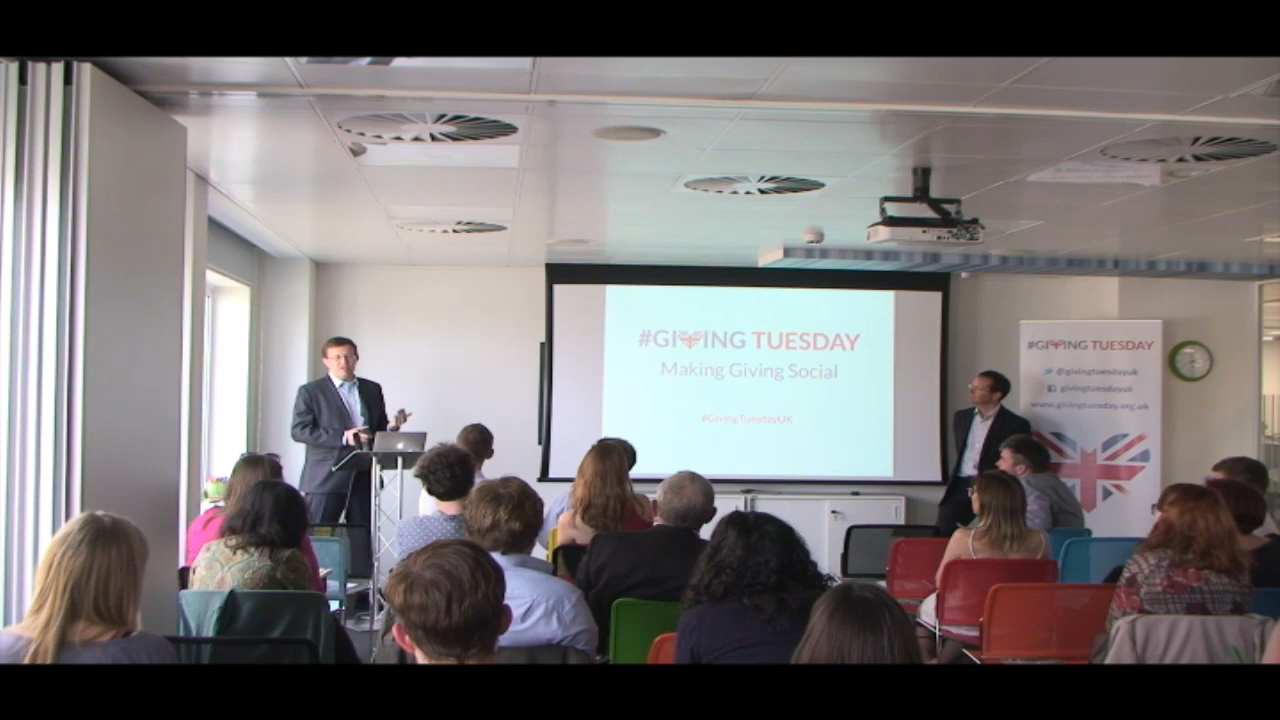 #GIVING TUESDAY
Making Giving Social
#GivingTuesdayUK
#GIVING TUESDAY
@givingtuesdayuk
givingtuesdayuk
www.givingtuesday.org.uk